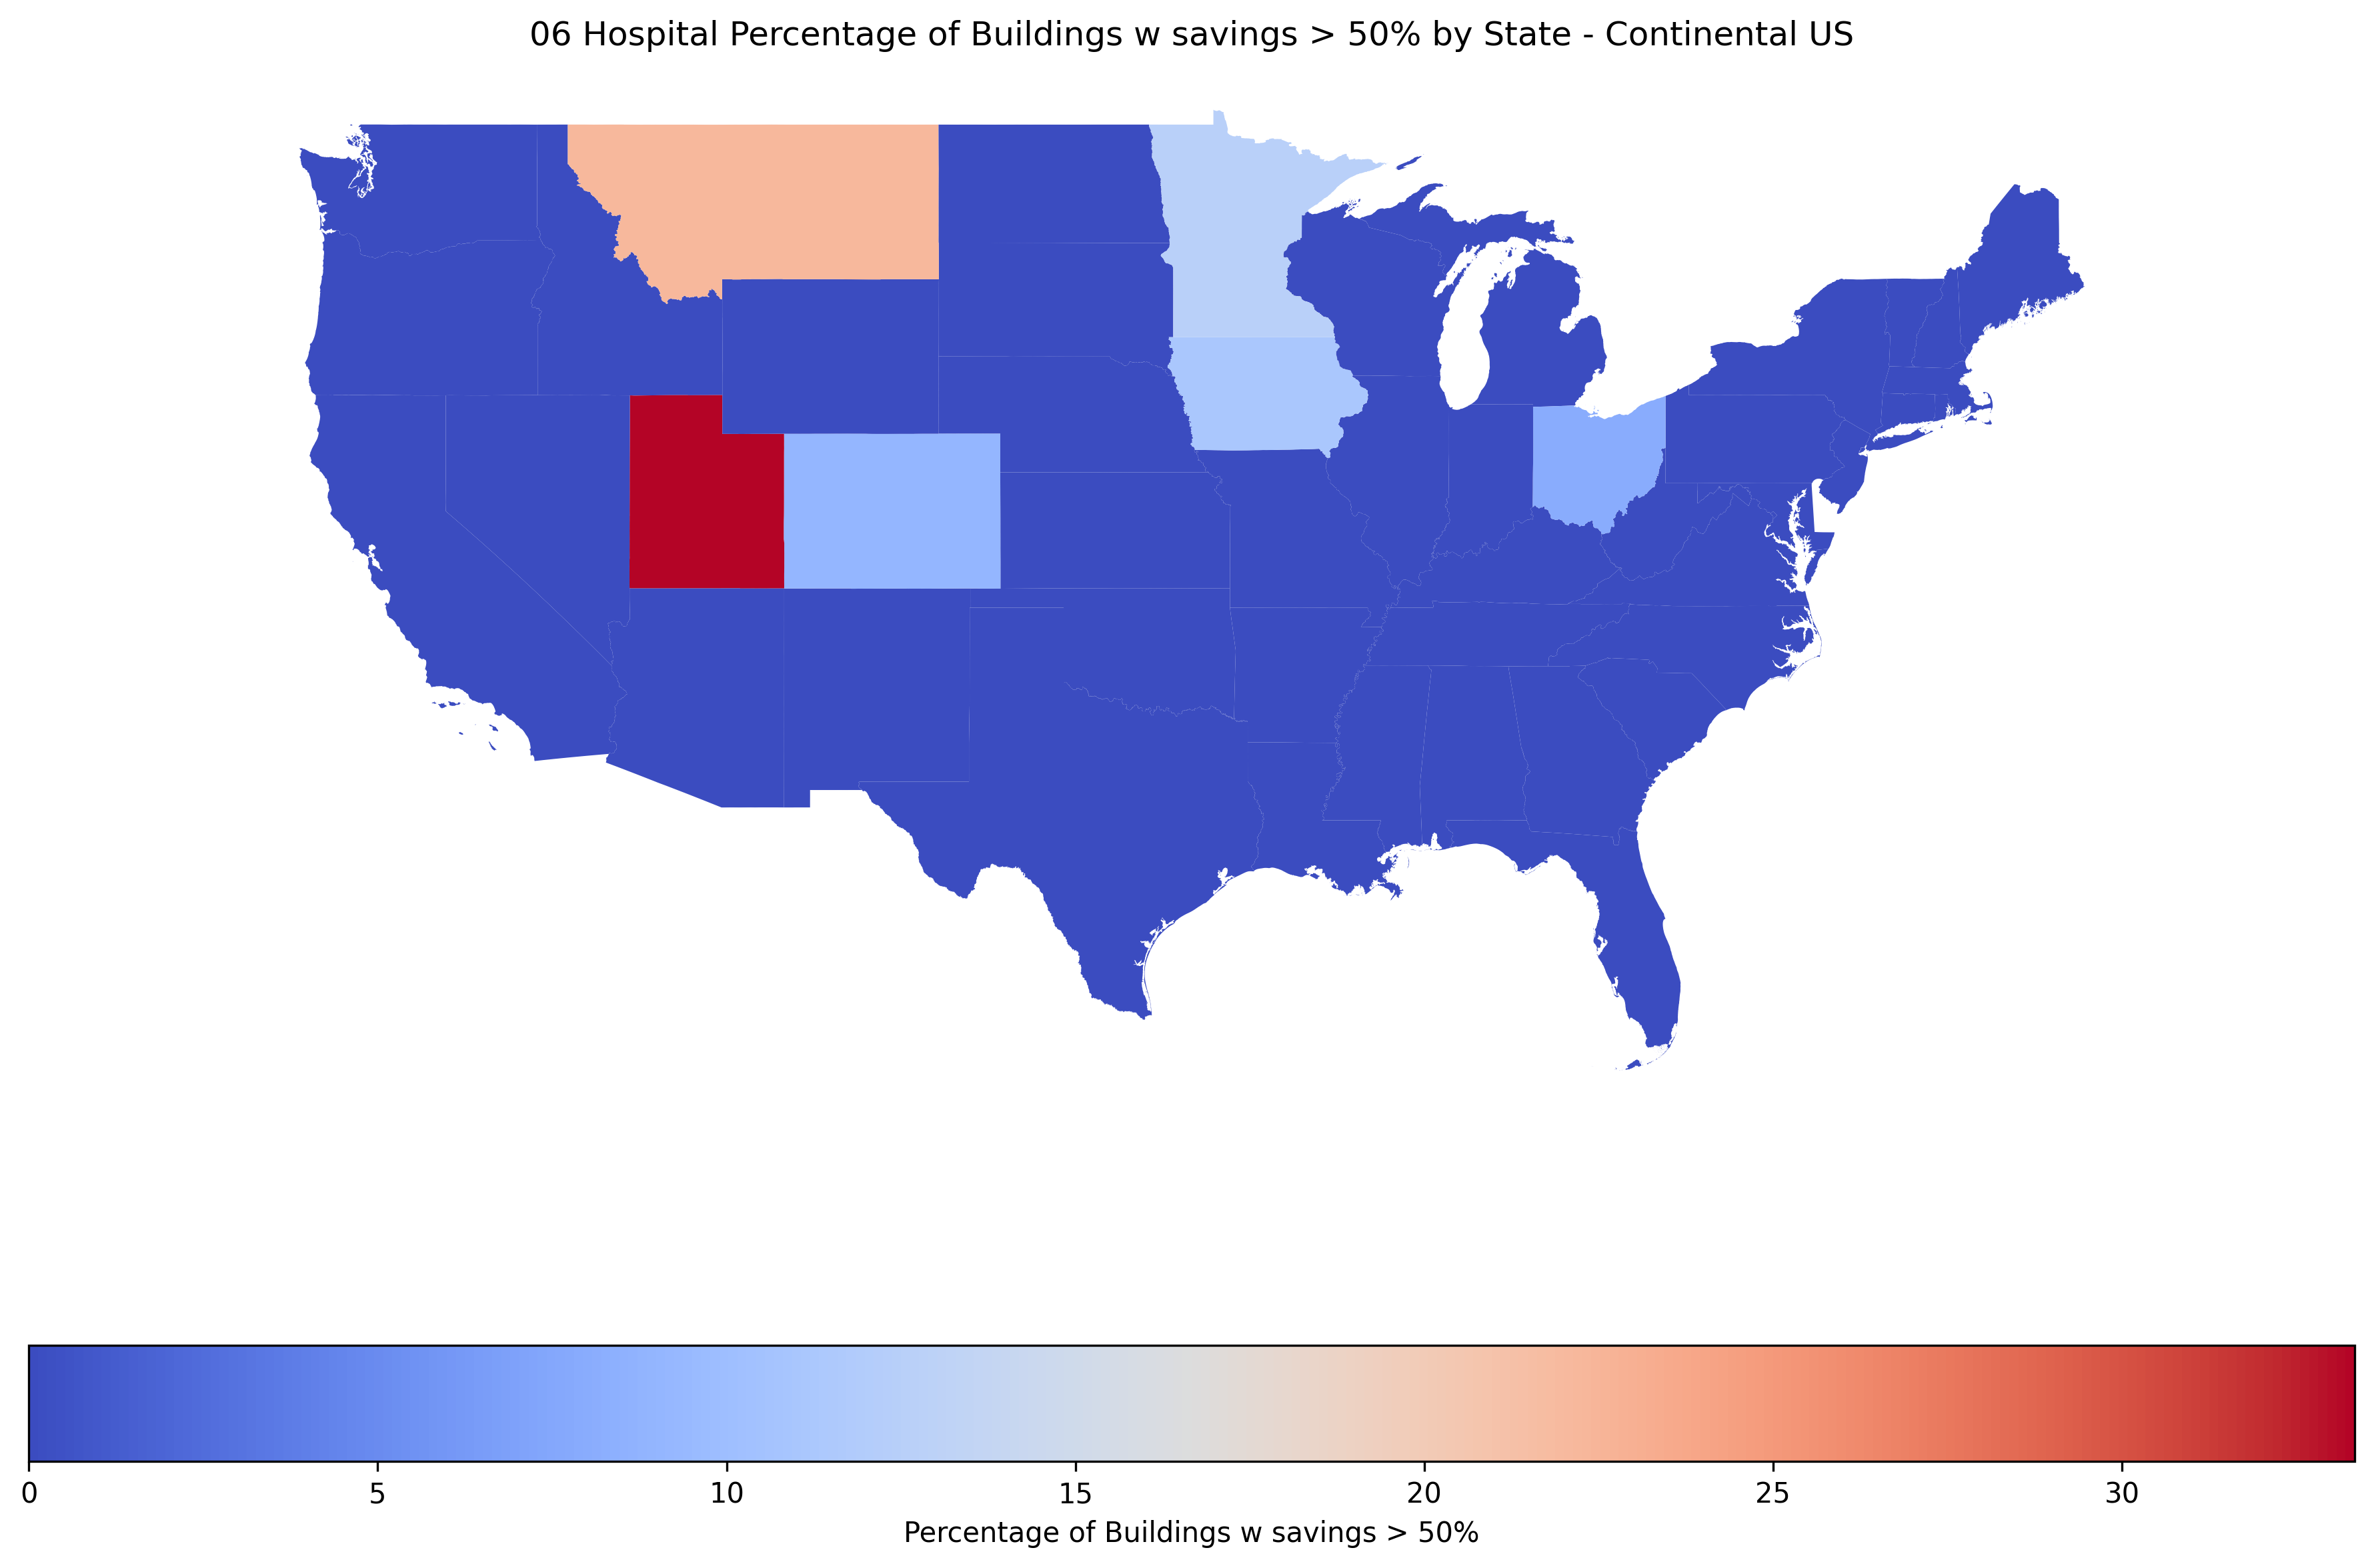 06 Hospital Percentage of Buildings w savings > 50% by State - Continental US
0 5 10 15 20 25 30
Percentage of Buildings w savings > 50%